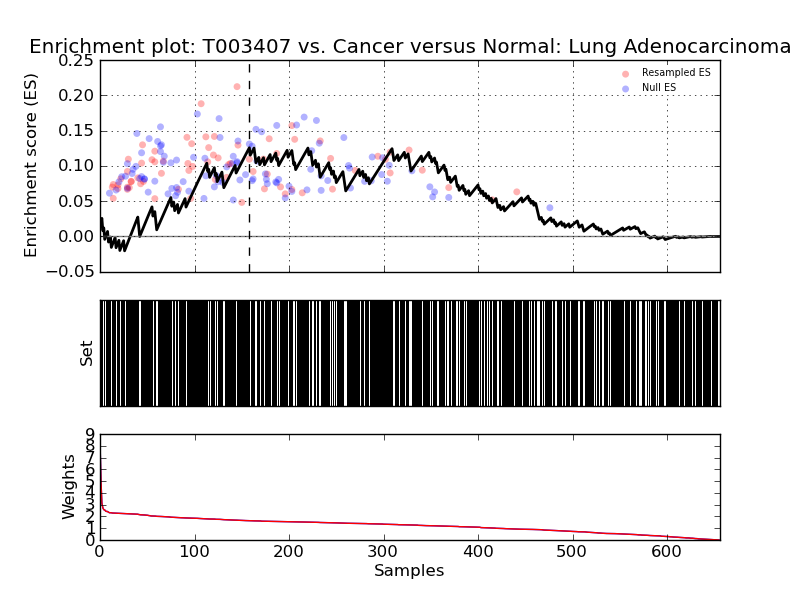 Enrichment plot: T003407 vs. Cancer versus Normal: Lung Adenocarcinoma
Enrichment score (ES)
0.25
0.20
0.15
0.10
0.05
0.00
−0.05
Resampled ES
Null ES
Set
Weights
9
8
7
6
5
4
3
2
1
0
0 100 200 300 400 500 600
Samples